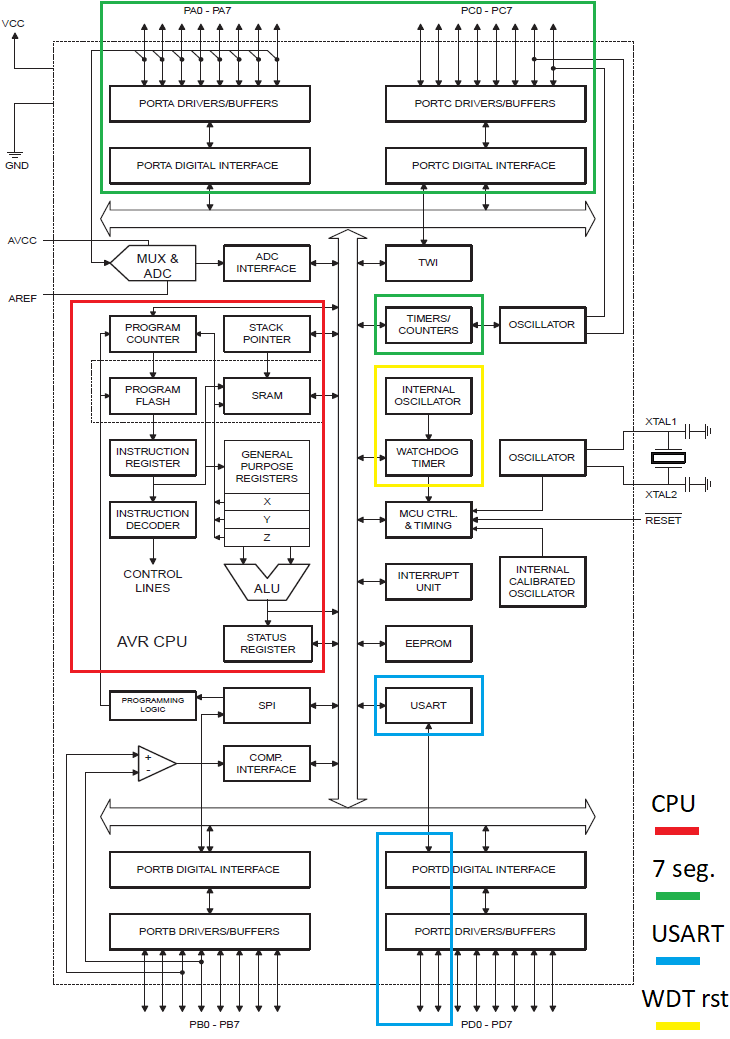 PA0 - PA7
PC0 - PC7
VCC
PORTA DRIVERS/BUFFERS
PORTC DRIVERS/BUFFERS
GND
PORTA DIGITAL INTERFACE
PORTC DIGITAL INTERFACE
AVCC
MUX &
ADC
ADC
INTERFACE
TWI
AREF
PROGRAM
COUNTER
STACK
POINTER
TIMERS/
COUNTERS
OSCILLATOR
PROGRAM
FLASH
SRAM
INTERNAL
OSCILLATOR
XTAL1
INSTRUCTION
REGISTER
GENERAL
PURPOSE
REGISTERS
WATCHDOG
TIMER
OSCILLATOR
XTAL2
X
Y
Z
INSTRUCTION
DECODER
MCU CTRL.
& TIMING
RESET
CONTROL
LINES
ALU
INTERRUPT
UNIT
INTERNAL
CALIBRATED
OSCILLATOR
AVR CPU
STATUS
REGISTER
EEPROM
PROGRAMMING
LOGIC
SPI
USART
+
-
COMP.
INTERFACE
CPU
7 seg.
USART
WDT rst
PORTB DIGITAL INTERFACE
PORTD DIGITAL INTERFACE
PORTB DRIVERS/BUFFERS
PORTD DRIVERS/BUFFERS
PB0 - PB7
PD0 - PD7